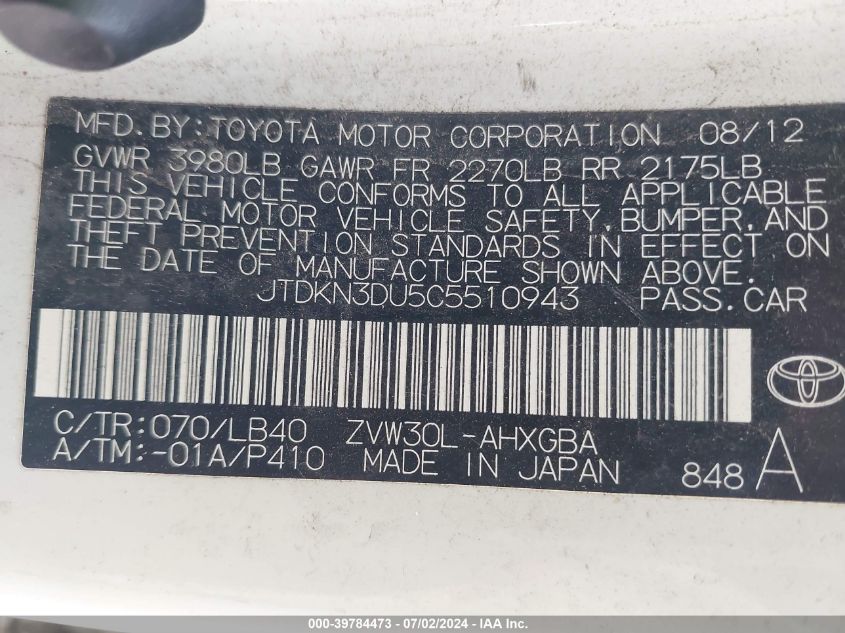 MFD. BY: TOYOTA MOTOR CORPORATION 08/12
GVWR 3980LB GAWR FR 2270LB RR 2175LB
THIS VEHICLE CONFORMS TO ALL APPLICABLE
FEDERAL MOTOR VEHICLE SAFETY, BUMPER, AND
THEFT PREVENTION STANDARDS IN EFFECT ON
THE DATE OF MANUFACTURE SHOWN ABOVE.
JTDKN3DU5C5510943 PASS.CAR
C/TR:070/LB40 ZVW30L-AHXGBA
A/TM:-01A/P410 MADE IN JAPAN 848 A
000-39784473 - 07/02/2024 - IAA Inc.